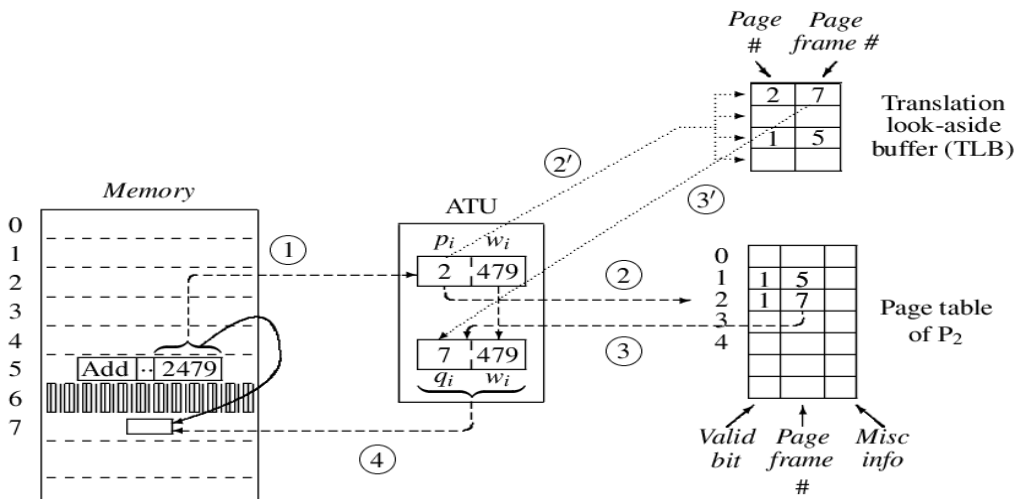 Page Page
# frame #
2 7
1 5
Translation
look-aside
buffer (TLB)
2′
3′
Memory
0
1
2
3
4
5
6
7
Add ·· 2479
1
ATU
pi wi
2 479
7 479
qi wi
2
3
4
0
1 1 5
2 1 7
3
4
Page table
of P2
Valid Page Misc
bit frame info
#